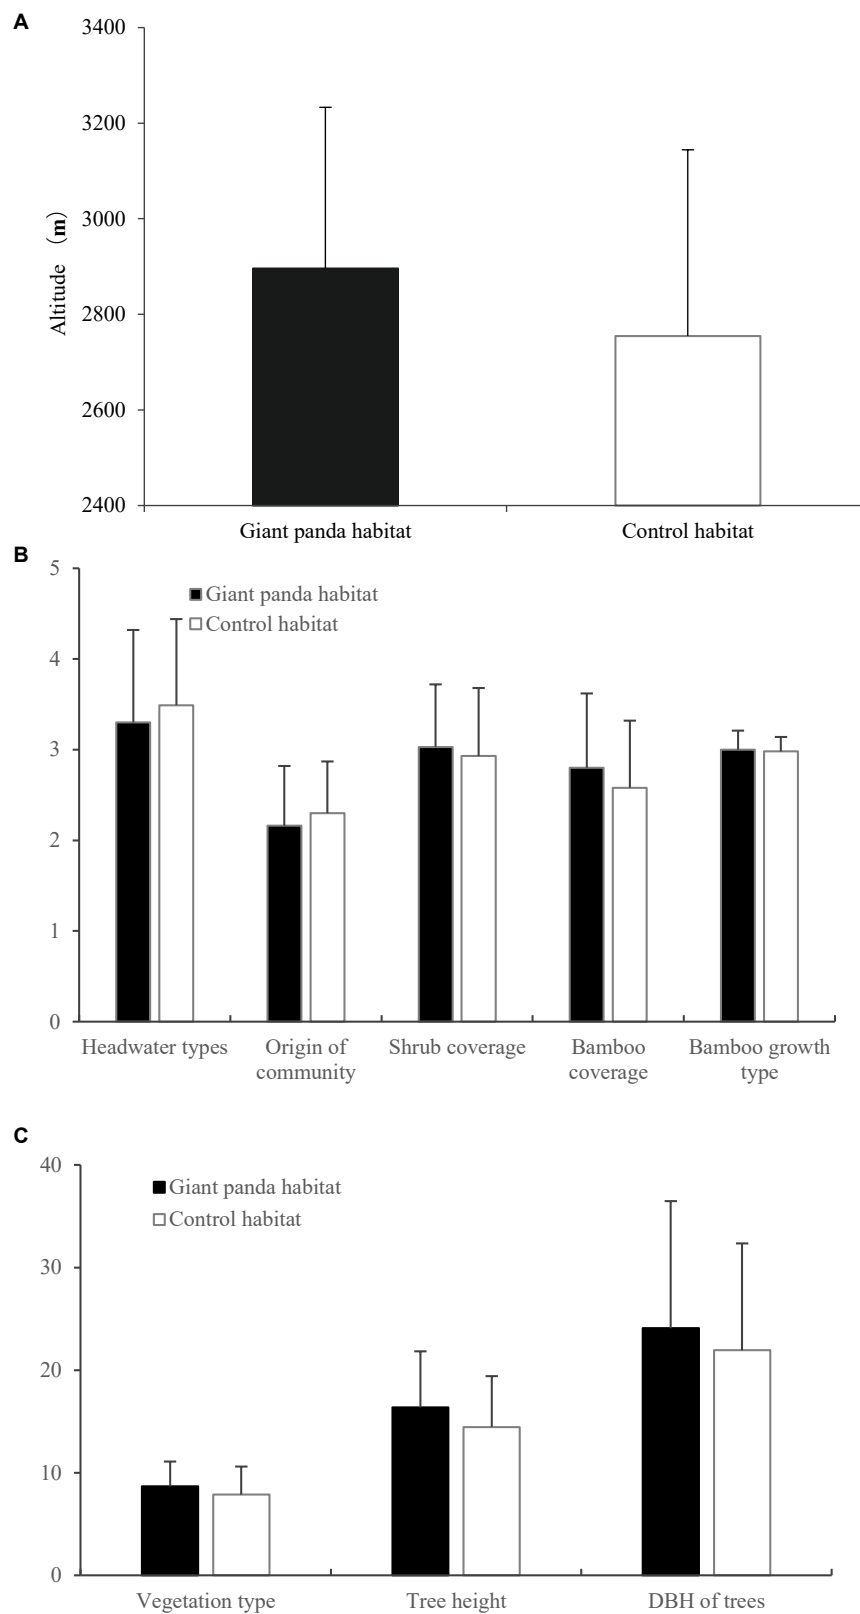 A
3400
3200
3000
2800
2600
2400
Altitude （m）
Giant panda habitat
Control habitat
B
5
4
3
2
1
0
Giant panda habitat
Control habitat
Headwater types
Origin of
community
Shrub coverage
Bamboo
coverage
Bamboo growth
type
C
40
30
20
10
0
Giant panda habitat
Control habitat
Vegetation type
Tree height
DBH of trees